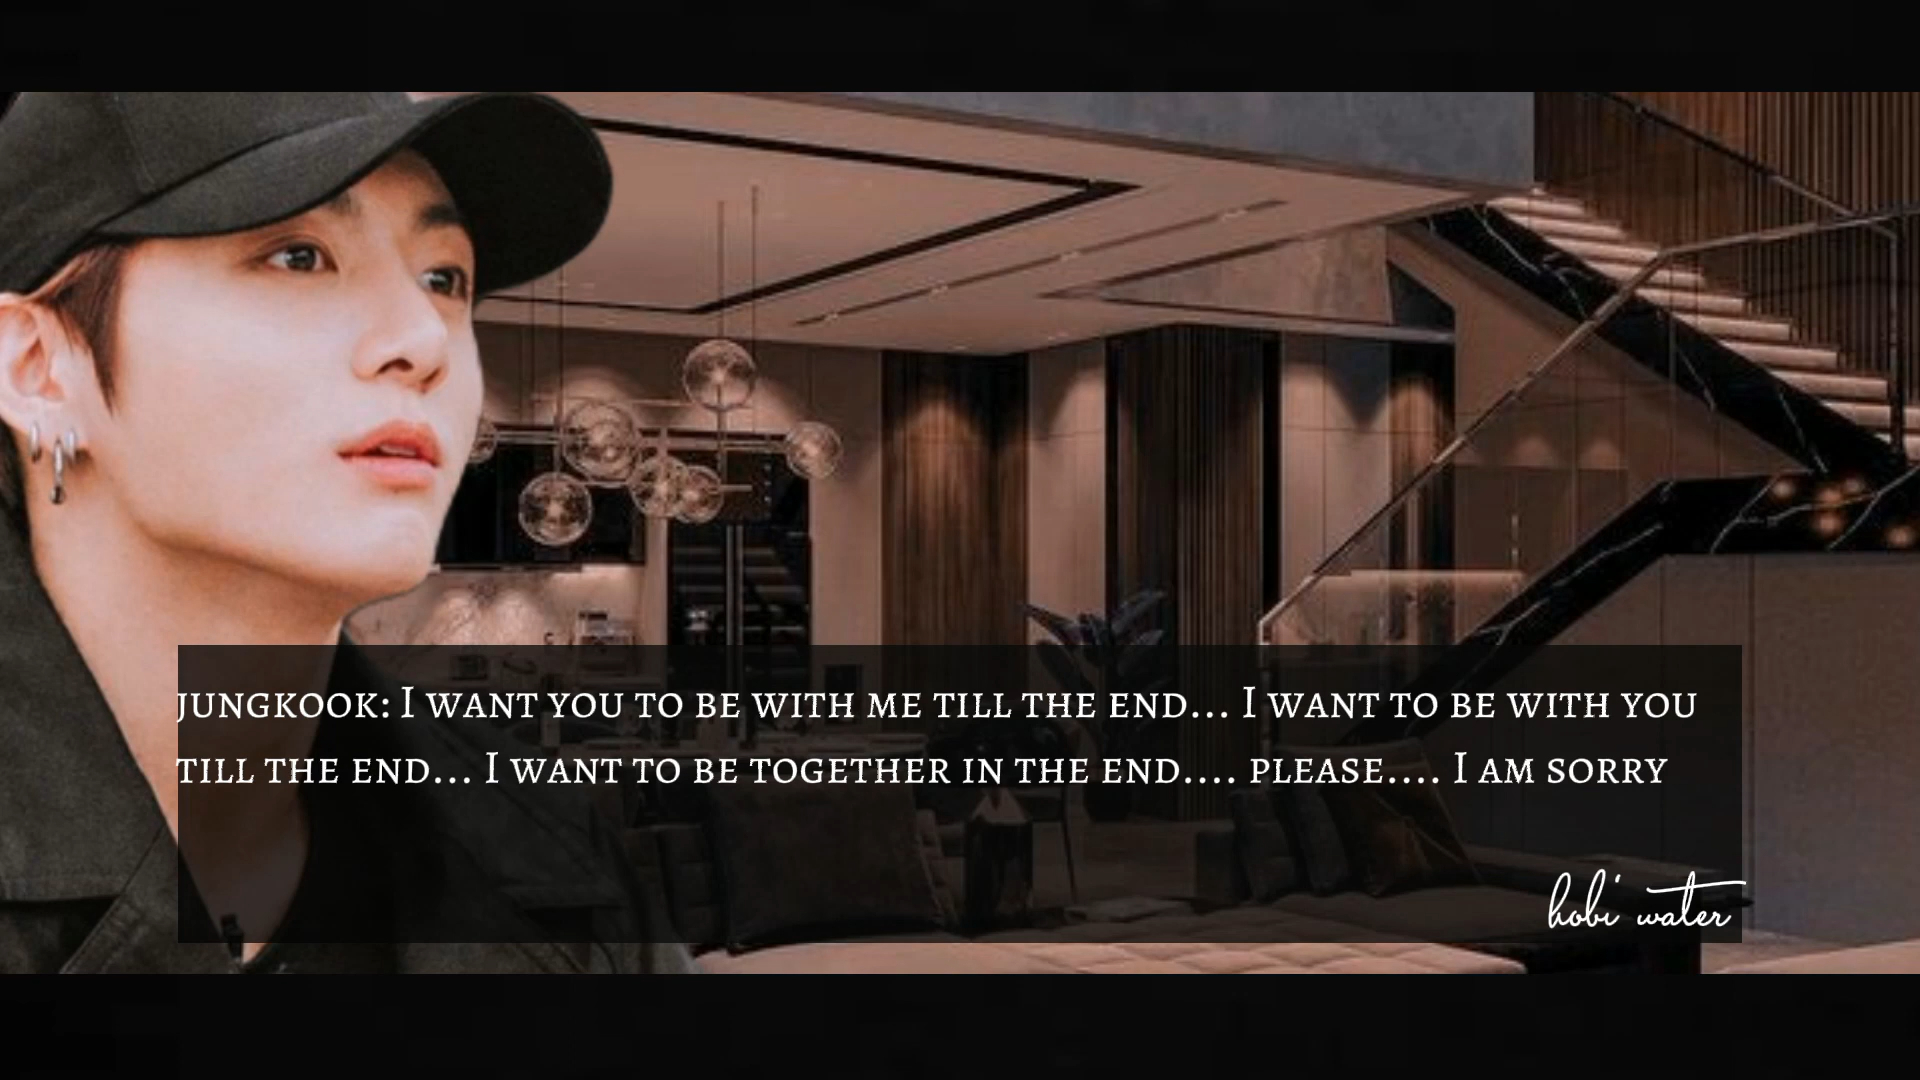 JUNGKOOK: I WANT YOU TO BE WITH ME TILL THE END... I WANT TO BE WITH YOU
TILL THE END... I WANT TO BE TOGETHER IN THE END.... PLEASE.... I AM SORRY
hobi water